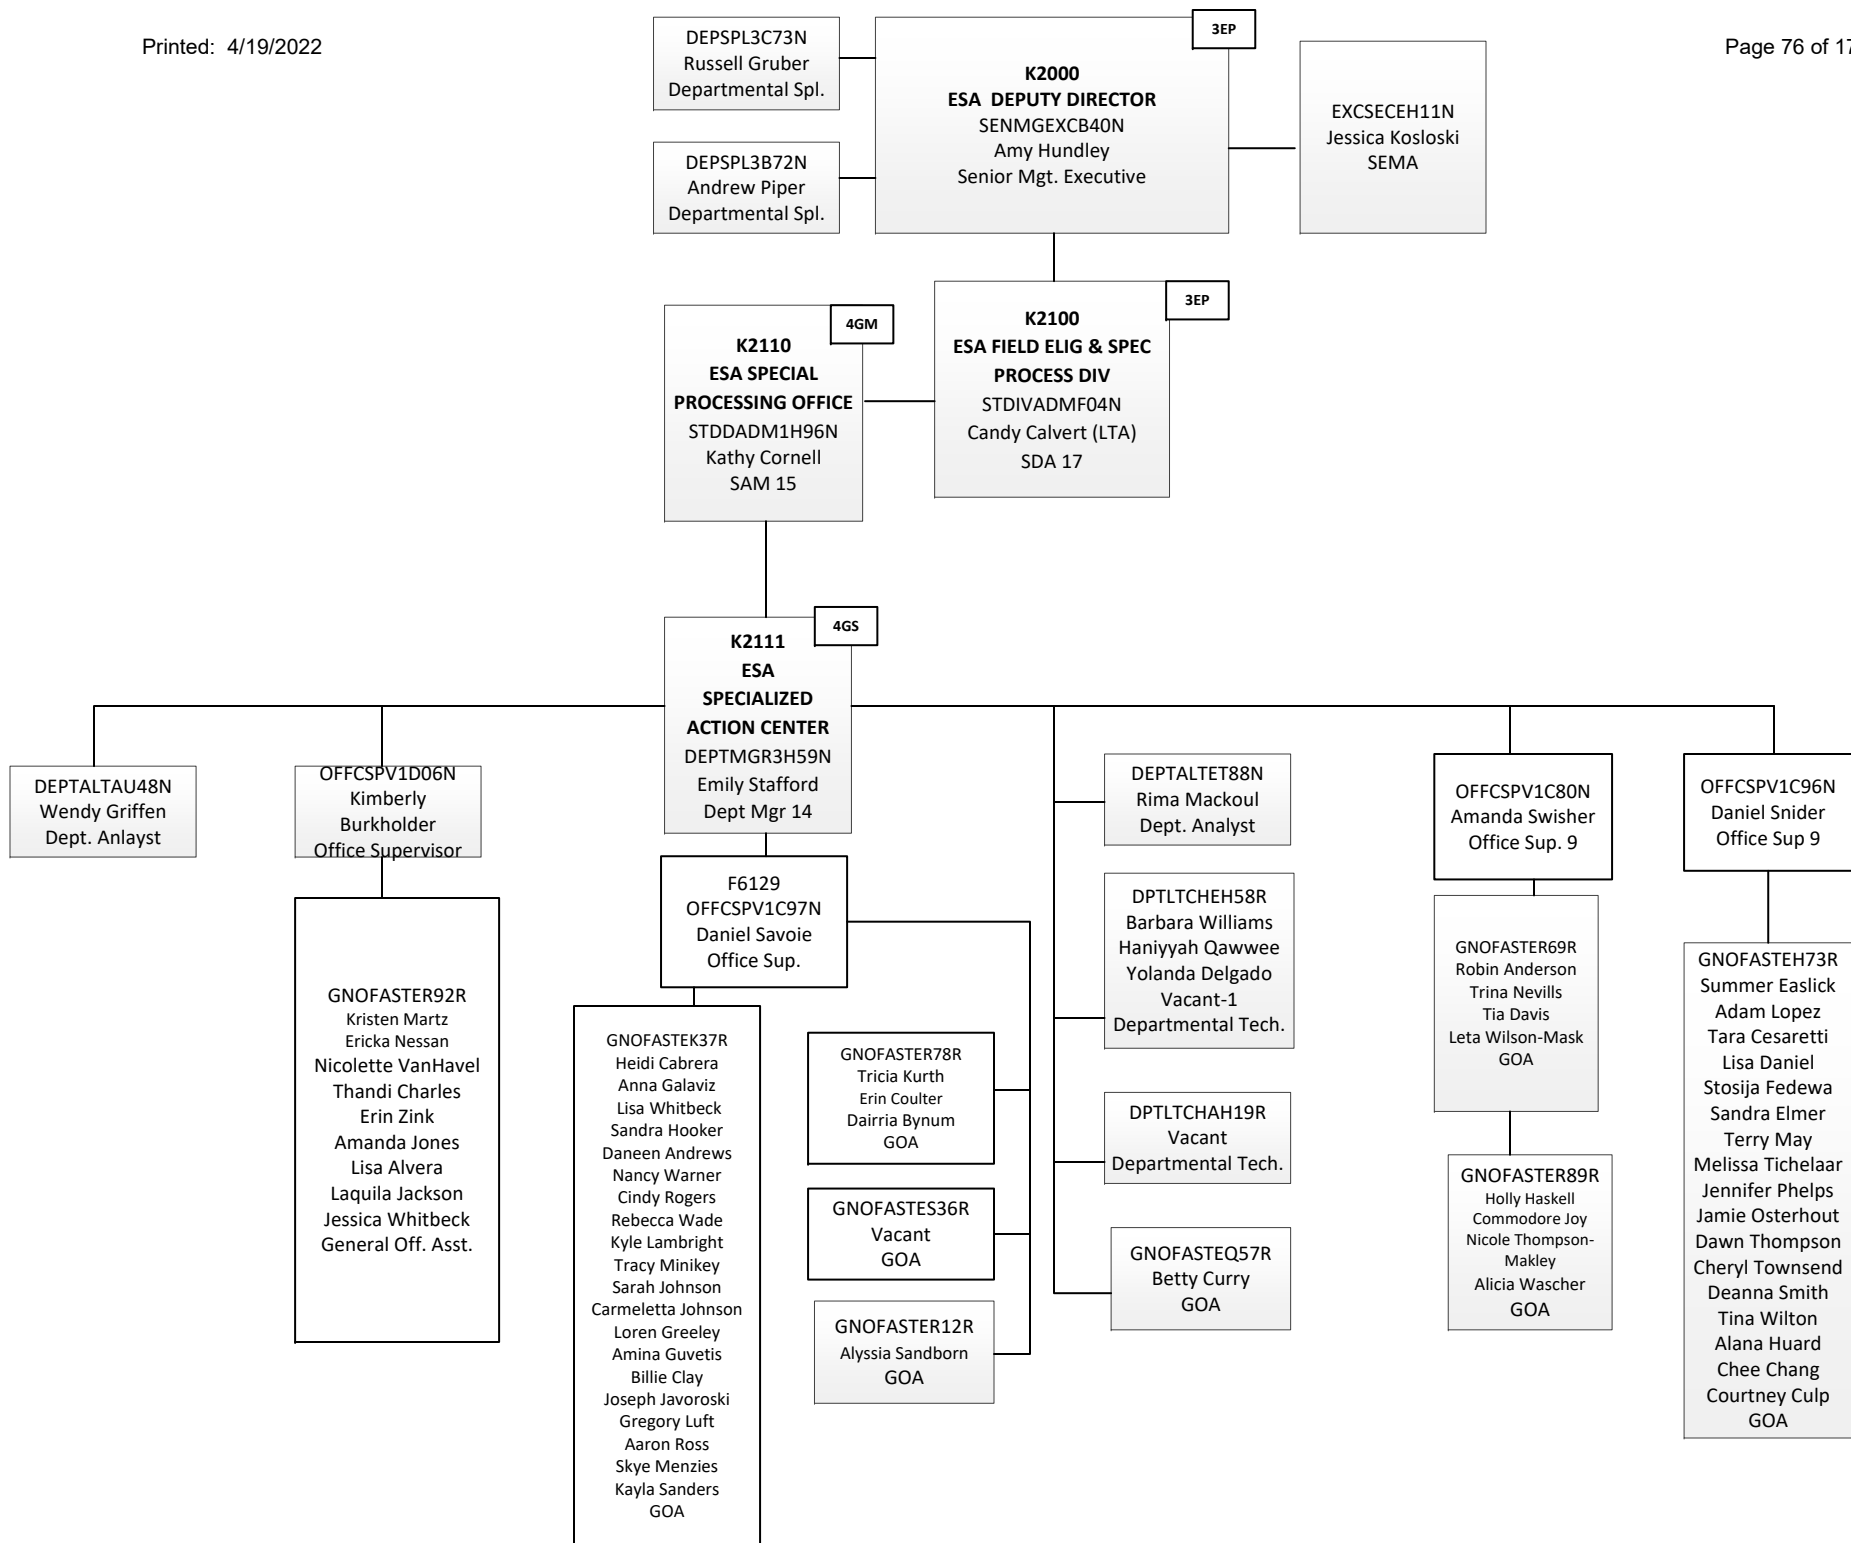 Printed: 4/19/2022
Page 76 of 17
DEPSPL3C73N
Russell Gruber
Departmental Spl.
3EP
K2000
ESA DEPUTY DIRECTOR
SENMGEXCB40N
Amy Hundley
Senior Mgt. Executive
EXCSECEH11N
Jessica Kosloski
SEMA
DEPSPL3B72N
Andrew Piper
Departmental Spl.
4GM
K2110
ESA SPECIAL
PROCESSING OFFICE
STDDADM1H96N
Kathy Cornell
SAM 15
3EP
K2100
ESA FIELD ELIG & SPEC
PROCESS DIV
STDIVADMF04N
Candy Calvert (LTA)
SDA 17
4GS
K2111
ESA
SPECIALIZED
ACTION CENTER
DEPTMGR3H59N
Emily Stafford
Dept Mgr 14
DEPTALTAU48N
Wendy Griffen
Dept. Anlayst
OFFCSPV1D06N
Kimberly
Burkholder
Office Supervisor
GNOFASTER92R
Kristen Martz
Ericka Nessan
Nicolette VanHavel
Thandi Charles
Erin Zink
Amanda Jones
Lisa Alvera
Laquila Jackson
Jessica Whitbeck
General Off. Asst.
F6129
OFFCSPV1C97N
Daniel Savoie
Office Sup.
GNOFASTEK37R
Heidi Cabrera
Anna Galaviz
Lisa Whitbeck
Sandra Hooker
Daneen Andrews
Nancy Warner
Cindy Rogers
Rebecca Wade
Kyle Lambright
Tracy Minikey
Sarah Johnson
Carmeletta Johnson
Loren Greeley
Amina Guvetis
Billie Clay
Joseph Javoroski
Gregory Luft
Aaron Ross
Skye Menzies
Kayla Sanders
GOA
GNOFASTER78R
Tricia Kurth
Erin Coulter
Dairria Bynum
GOA
GNOFASTES36R
Vacant
GOA
GNOFASTER12R
Alyssia Sandborn
GOA
DEPTALTET88N
Rima Mackoul
Dept. Analyst
DPTLTCHEH58R
Barbara Williams
Haniyyah Qawwee
Yolanda Delgado
Vacant-1
Departmental Tech.
DPTLTCHAH19R
Vacant
Departmental Tech.
GNOFASTEQ57R
Betty Curry
GOA
OFFCSPV1C80N
Amanda Swisher
Office Sup. 9
GNOFASTER69R
Robin Anderson
Trina Nevills
Tia Davis
Leta Wilson-Mask
GOA
GNOFASTER89R
Holly Haskell
Commodore Joy
Nicole Thompson-
Makley
Alicia Wascher
GOA
OFFCSPV1C96N
Daniel Snider
Office Sup 9
GNOFASTEH73R
Summer Easlick
Adam Lopez
Tara Cesaretti
Lisa Daniel
Stosija Fedewa
Sandra Elmer
Terry May
Melissa Tichelaar
Jennifer Phelps
Jamie Osterhout
Dawn Thompson
Cheryl Townsend
Deanna Smith
Tina Wilton
Alana Huard
Chee Chang
Courtney Culp
GOA